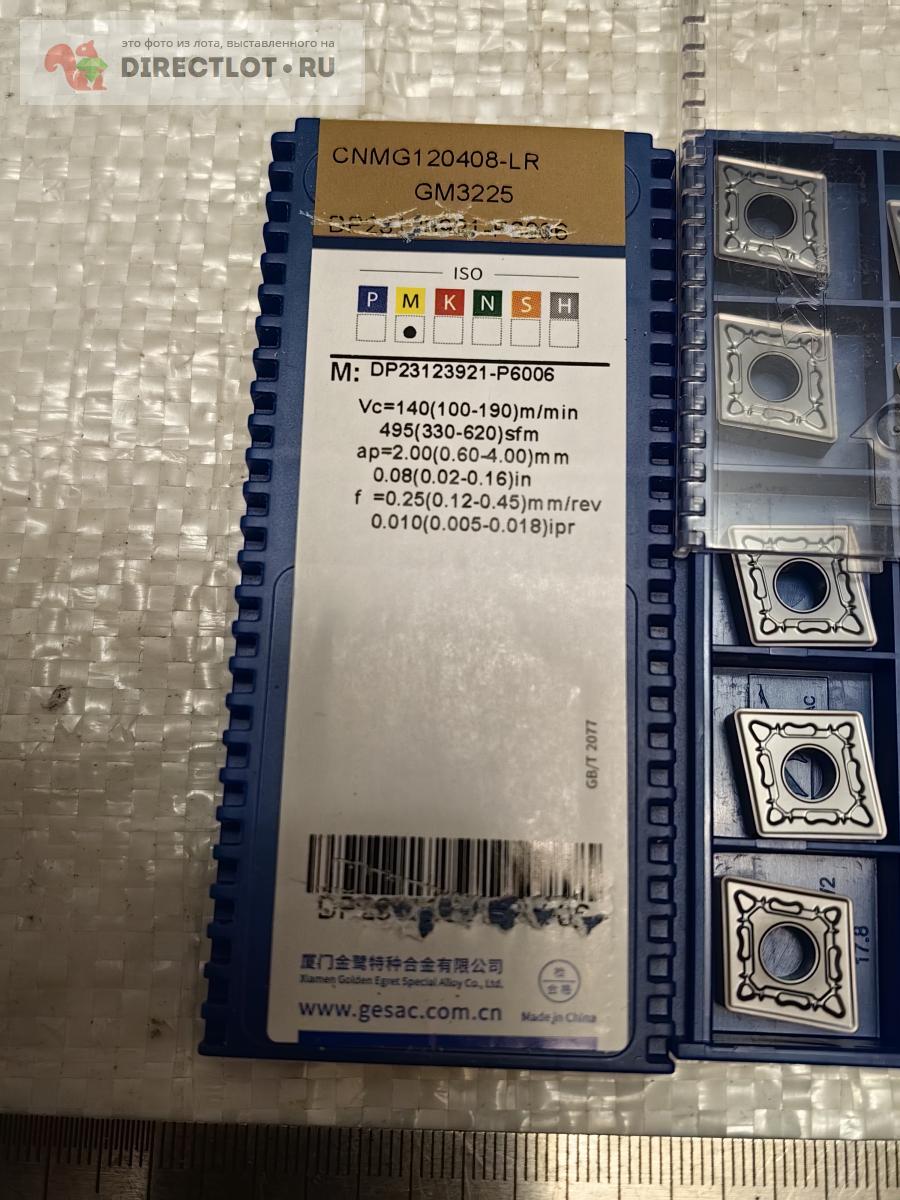 это фото из лота, выставленного на
DIRECTLOT•RU
CNMG120408-LR
GM3225
ISO
P M K N S H
M: DP23123921-P6006
Vc=140(100-190)m/min
495(330-620)sfm
ap=2.00(0.60-4.00)mm
0.08(0.02-0.16)in
f =0.25(0.12-0.45)mm/rev
0.010(0.005-0.018)ipr
GB/T 2077
厦门金鹭特种合金有限公司
Xiamen Golden Egret Special Alloy Co., Ltd.
检
合格
www.gesac.com.cn
Made in China
17.8